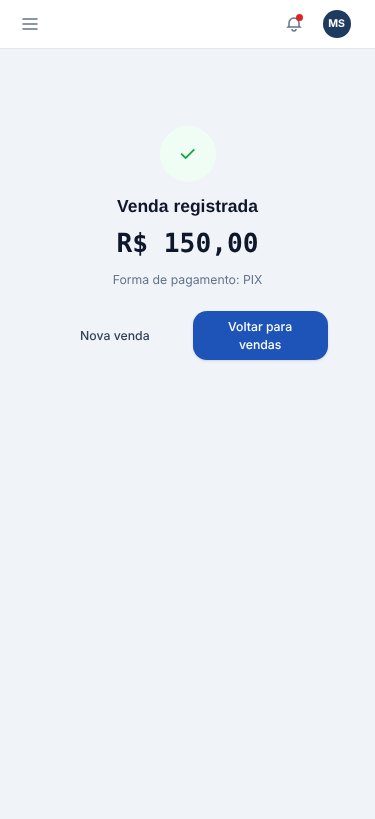 MS
Venda registrada
R$ 150,00
Forma de pagamento: PIX
Nova venda
Voltar para
vendas